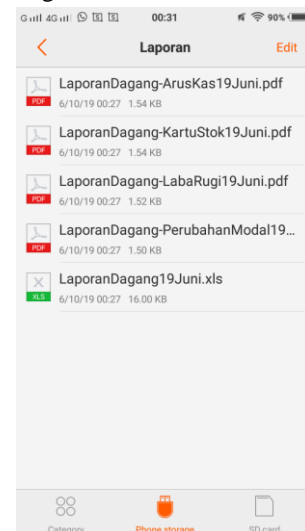 G 4G 00:31 90%
Laporan Edit
LaporanDagang-ArusKas19Juni.pdf
PDF 6/10/19 00:27 1.54 KB
LaporanDagang-KartuStok19Juni.pdf
PDF 6/10/19 00:27 1.54 KB
LaporanDagang-LabaRugi19Juni.pdf
PDF 6/10/19 00:27 1.52 KB
LaporanDagang-PerubahanModal19...
PDF 6/10/19 00:27 1.50 KB
LaporanDagang19Juni.xls
XLS 6/10/19 00:27 16.00 KB
Category Phone storage SD card